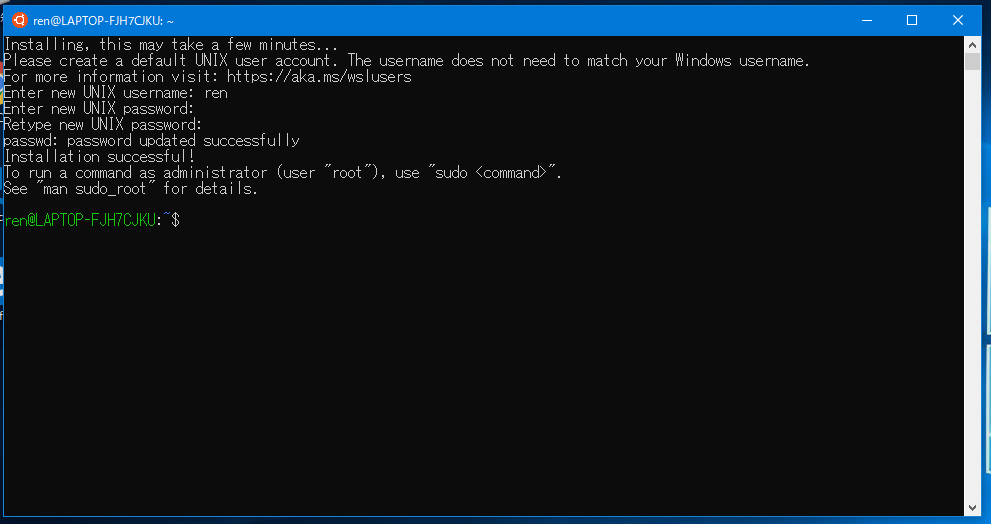 ren@LAPTOP-FJH7CJKU: ~
Installing, this may take a few minutes...
Please create a default UNIX user account. The username does not need to match your Windows username.
For more information visit: https://aka.ms/wslusers
Enter new UNIX username: ren
Enter new UNIX password:
Retype new UNIX password:
passwd: password updated successfully
Installation successful!
To run a command as administrator (user "root"), use "sudo <command>".
See "man sudo_root" for details.
ren@LAPTOP-FJH7CJKU:~$